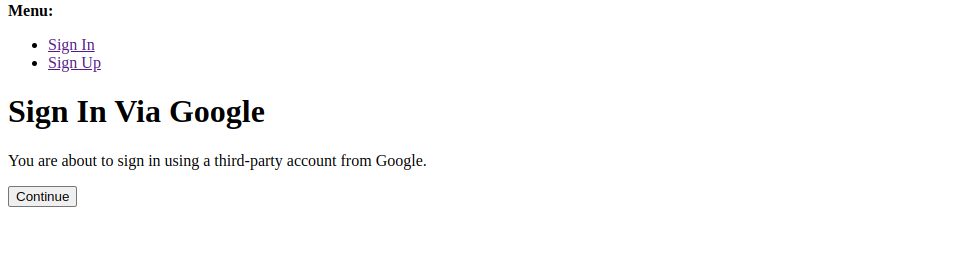 Menu:
Sign In
Sign Up
Sign In Via Google
You are about to sign in using a third-party account from Google.
Continue